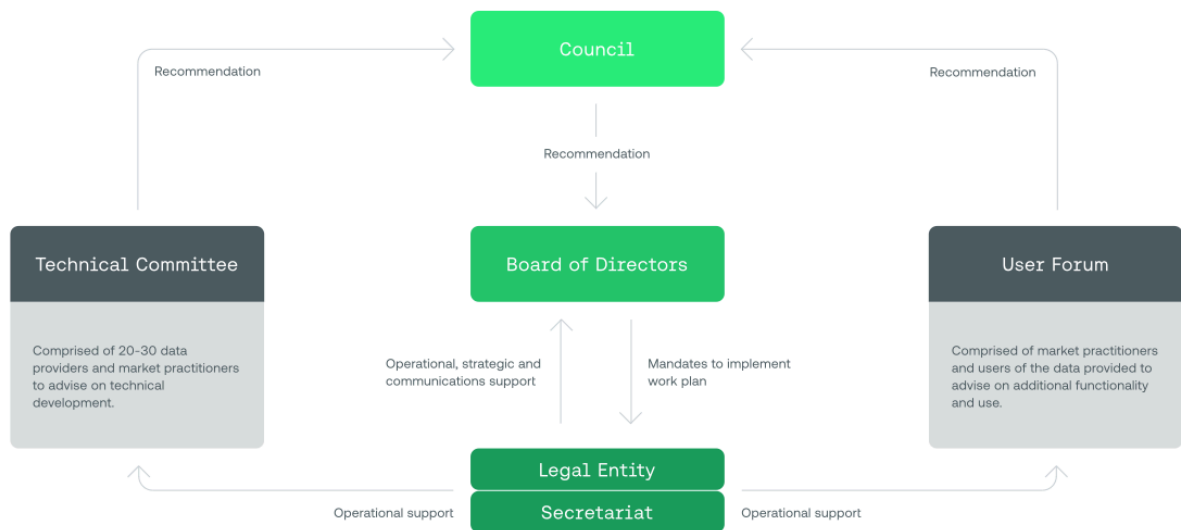 Council
Recommendation
Recommendation
Recommendation
Technical Committee
Board of Directors
User Forum
Comprised of 20-30 data
providers and market practitioners
to advise on technical
development.
Operational, strategic and
communications support
Mandates to implement
work plan
Comprised of market practitioners
and users of the data provided to
advise on additional functionality
and use.
Legal Entity
Secretariat
Operational support
Operational support